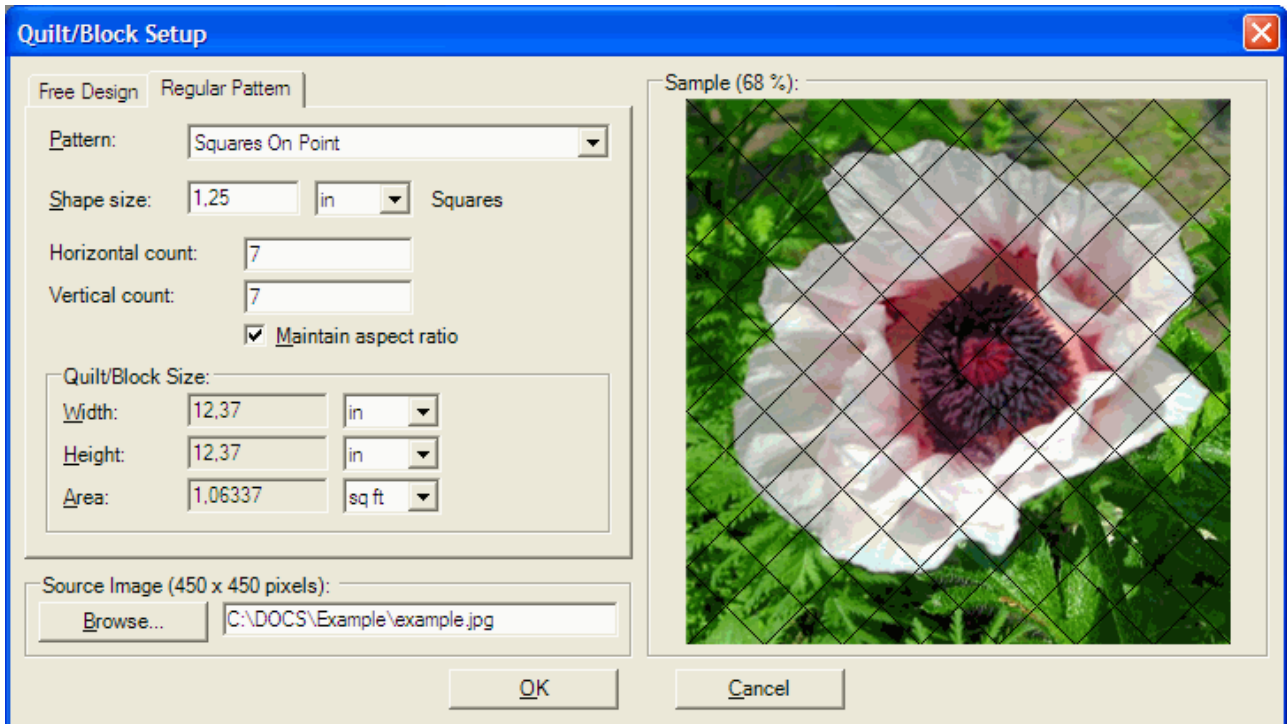 Quilt/Block Setup
Free Design
Regular Pattern
Pattern:
Squares On Point
Shape size:
1,25
in
Squares
Horizontal count:
7
Vertical count:
7
Maintain aspect ratio
Quilt/Block Size:
Width:
12,37
in
Height:
12,37
in
Area:
1,06337
sq ft
Source Image (450 x 450 pixels):
Browse...
C:\DOCS\Example\example.jpg
Sample (68 %):
OK
Cancel